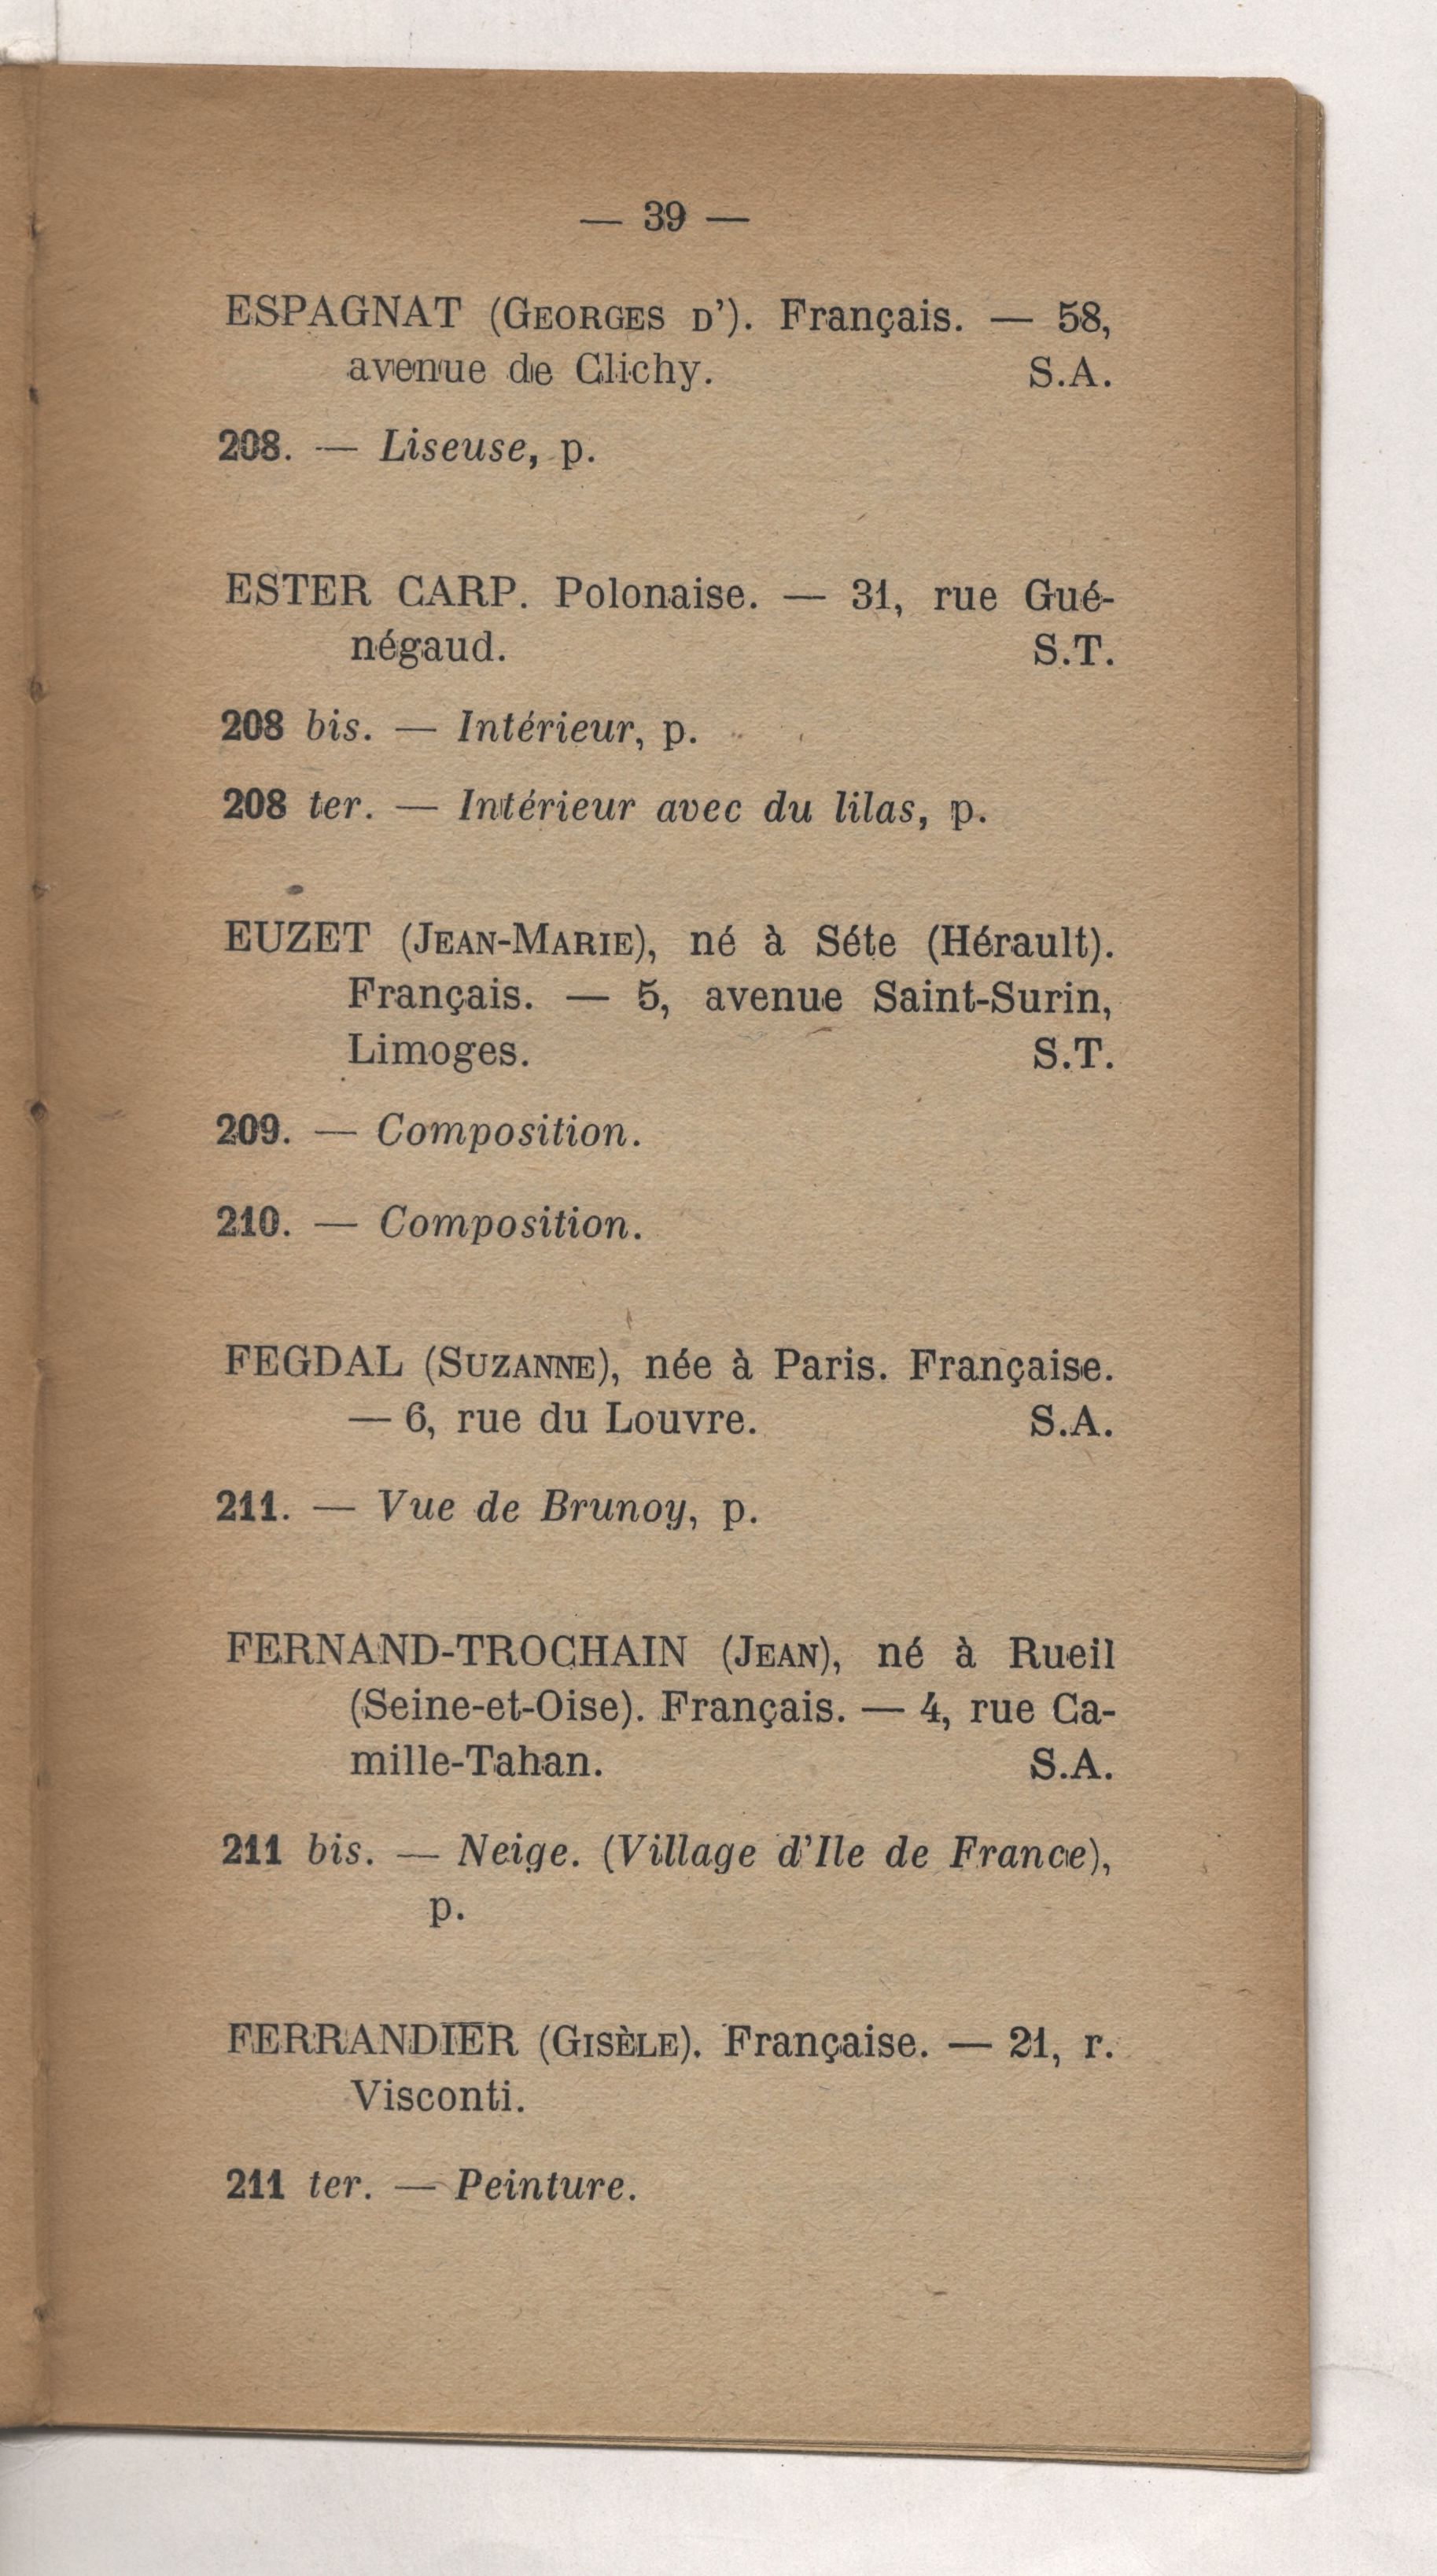 — 39 —
ESPAGNAT (GEORGES D'). Français. — 58,
avenue de Clichy. S.A.
208. — Liseuse, p.
ESTER CARP. Polonaise. — 31, rue Gué-
négaud. S.T.
208 bis. — Intérieur, p.
208 ter. — Intérieur avec du lilas, p.
EUZET (JEAN-MARIE), né à Séte (Hérault).
Français. — 5, avenue Saint-Surin,
Limoges. S.T.
209. — Composition.
210. — Composition.
FEGDAL (SUZANNE), née à Paris. Française.
— 6, rue du Louvre. S.A.
211. — Vue de Brunoy, p.
FERNAND-TROCHAIN (JEAN), né à Rueil
(Seine-et-Oise). Français. — 4, rue Ca-
mille-Tahan. S.A.
211 bis. — Neige. (Village d'Ile de France),
p.
FERRANDIER (GISÈLE). Française. — 21, r.
Visconti.
211 ter. — Peinture.